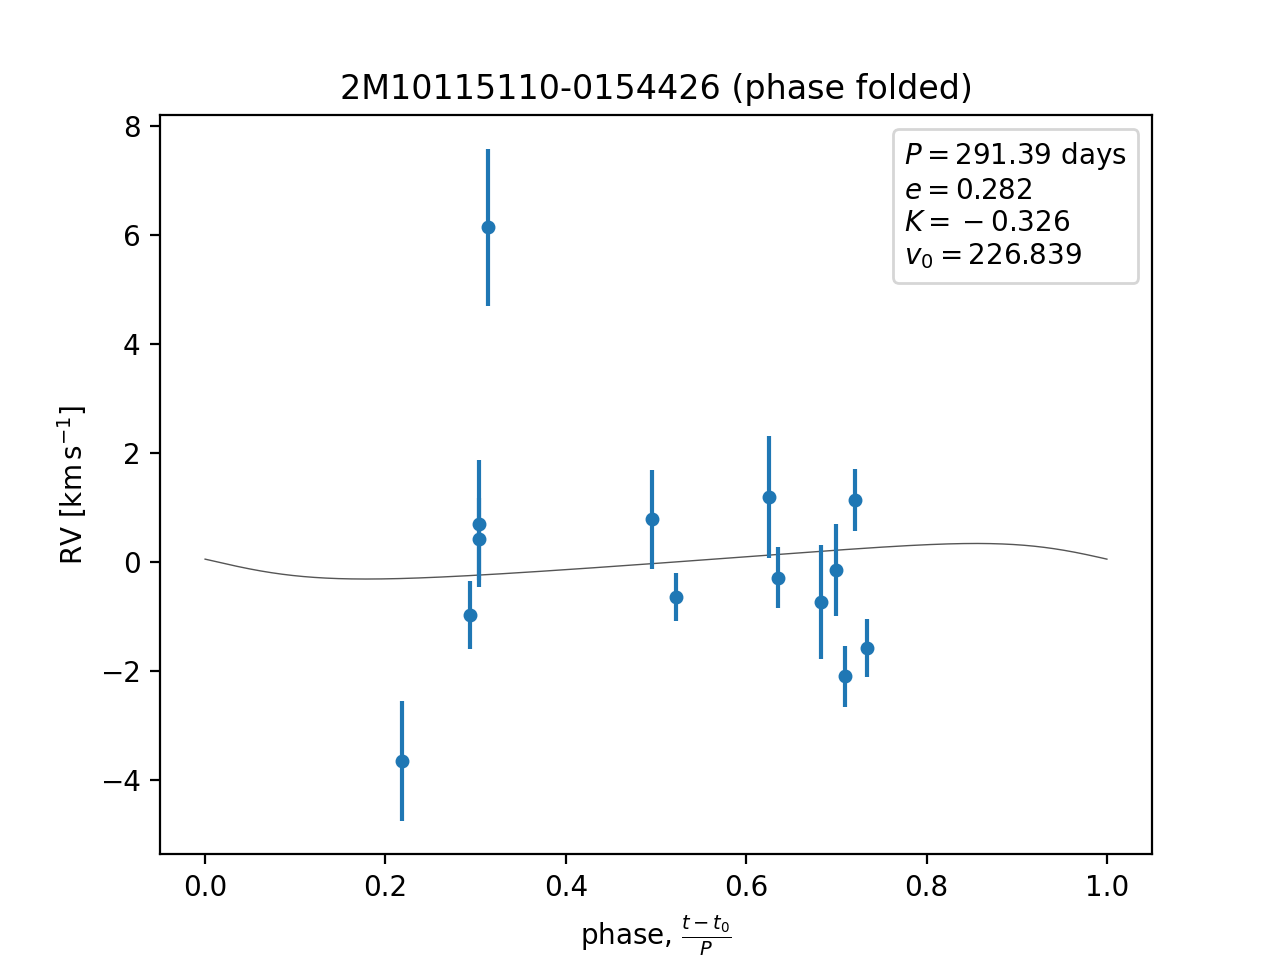 2M10115110-0154426 (phase folded)
P = 291.39 days
e = 0.282
K = −0.326
v₀ = 226.839
8
6
4
2
0
−2
−4
RV [km s⁻¹]
0.0 0.2 0.4 0.6 0.8 1.0
phase, (t − t₀)/P